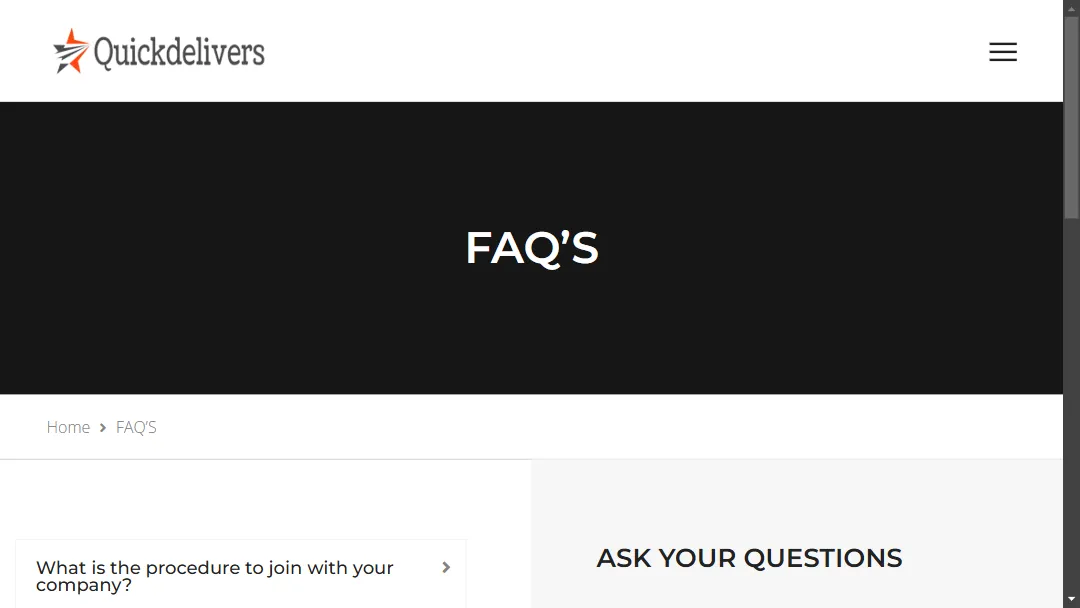 Quickdelivers
FAQ’S
Home
FAQ'S
What is the procedure to join with your
company?
ASK YOUR QUESTIONS